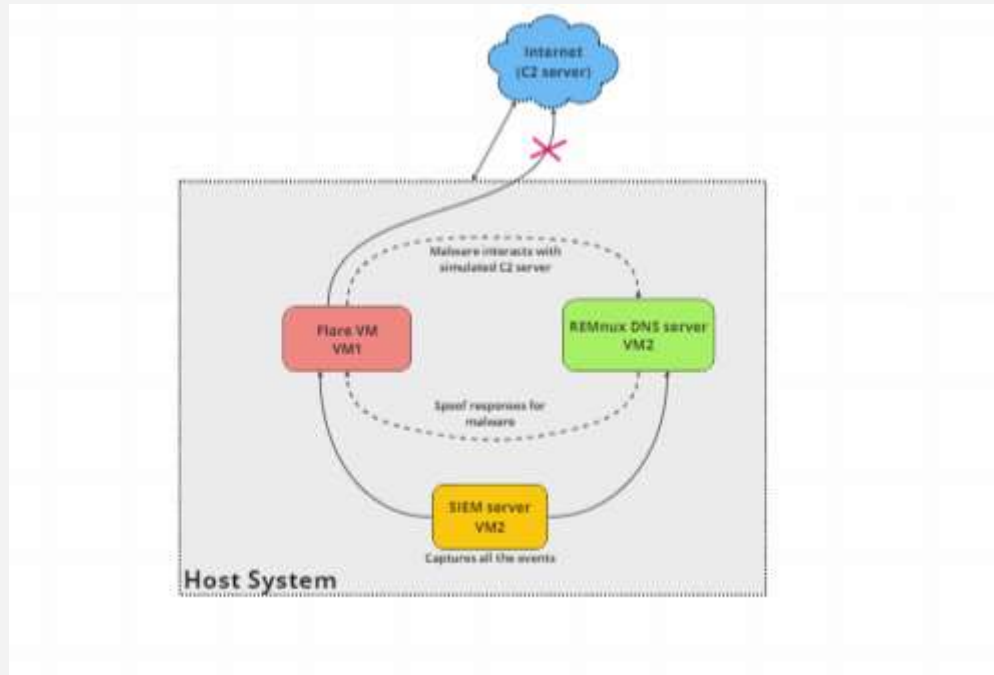 Internet
(C2 server)
Malware interacts with
simulated C2 server
Flare VM
VM1
REMnux DNS server
VM2
Spoof responses for
malware
SIEM server
VM2
Captures all the events
Host System